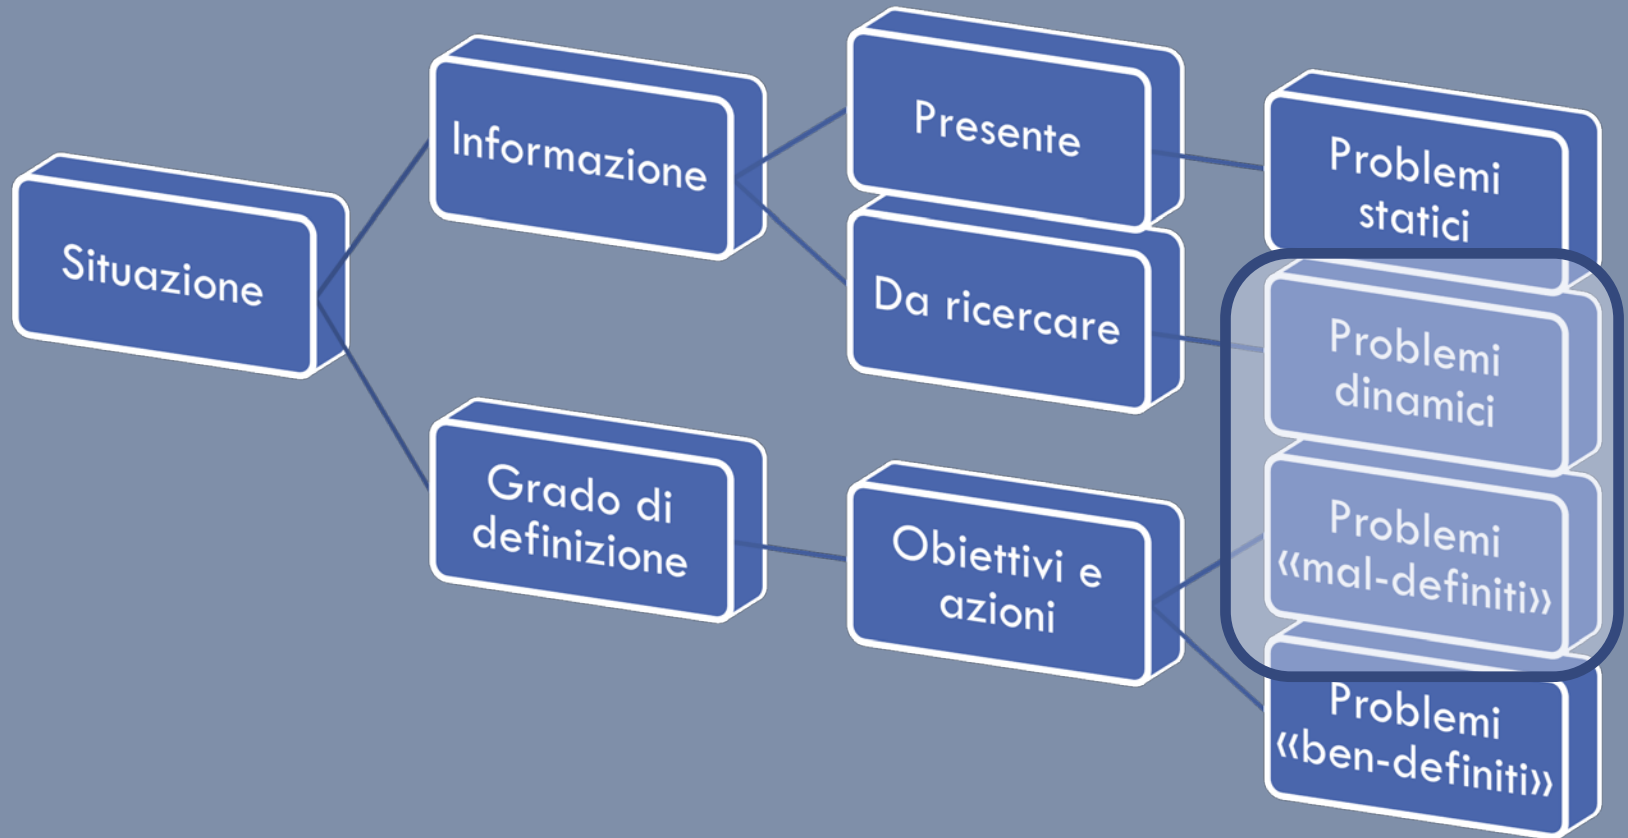 Situazione
Informazione
Presente
Problemi
statici
Da ricercare
Problemi
dinamici
Grado di
definizione
Obiettivi e
azioni
Problemi
«mal-definiti»
Problemi
«ben-definiti»